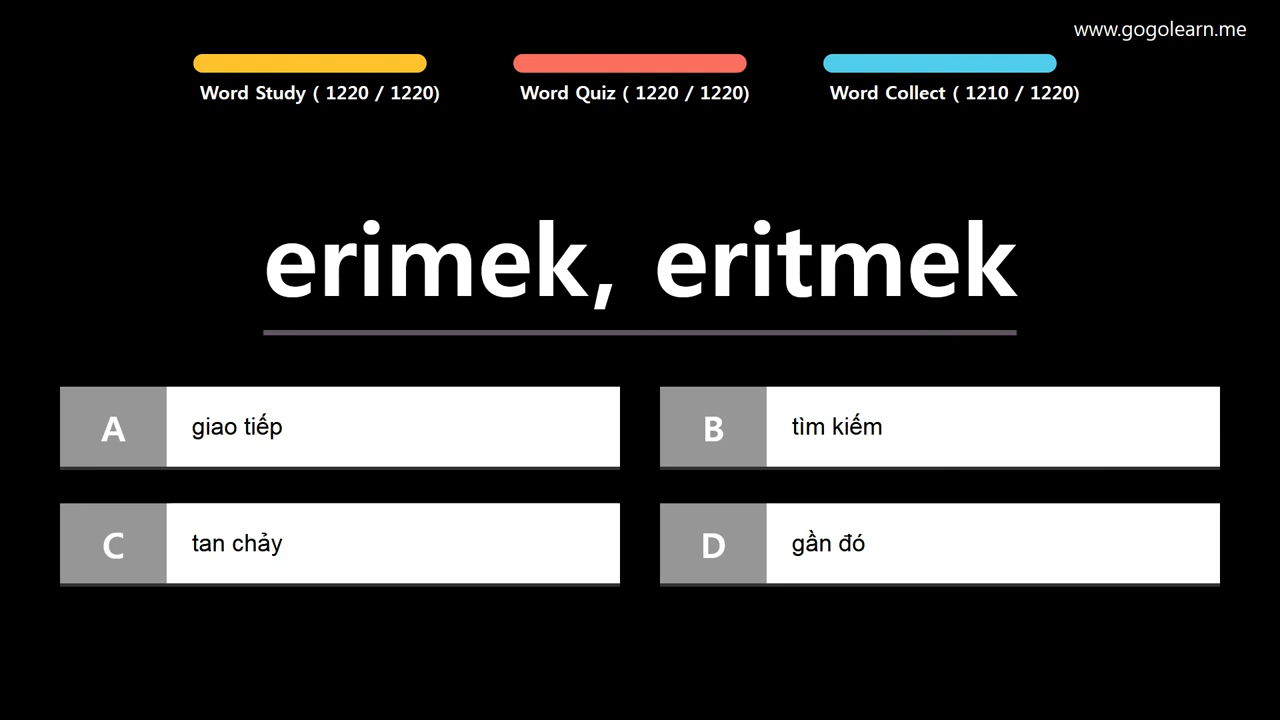 www.gogolearn.me
Word Study ( 1220 / 1220)
Word Quiz ( 1220 / 1220)
Word Collect ( 1210 / 1220)
erimek, eritmek
A
giao tiếp
B
tìm kiếm
C
tan chảy
D
gần đó